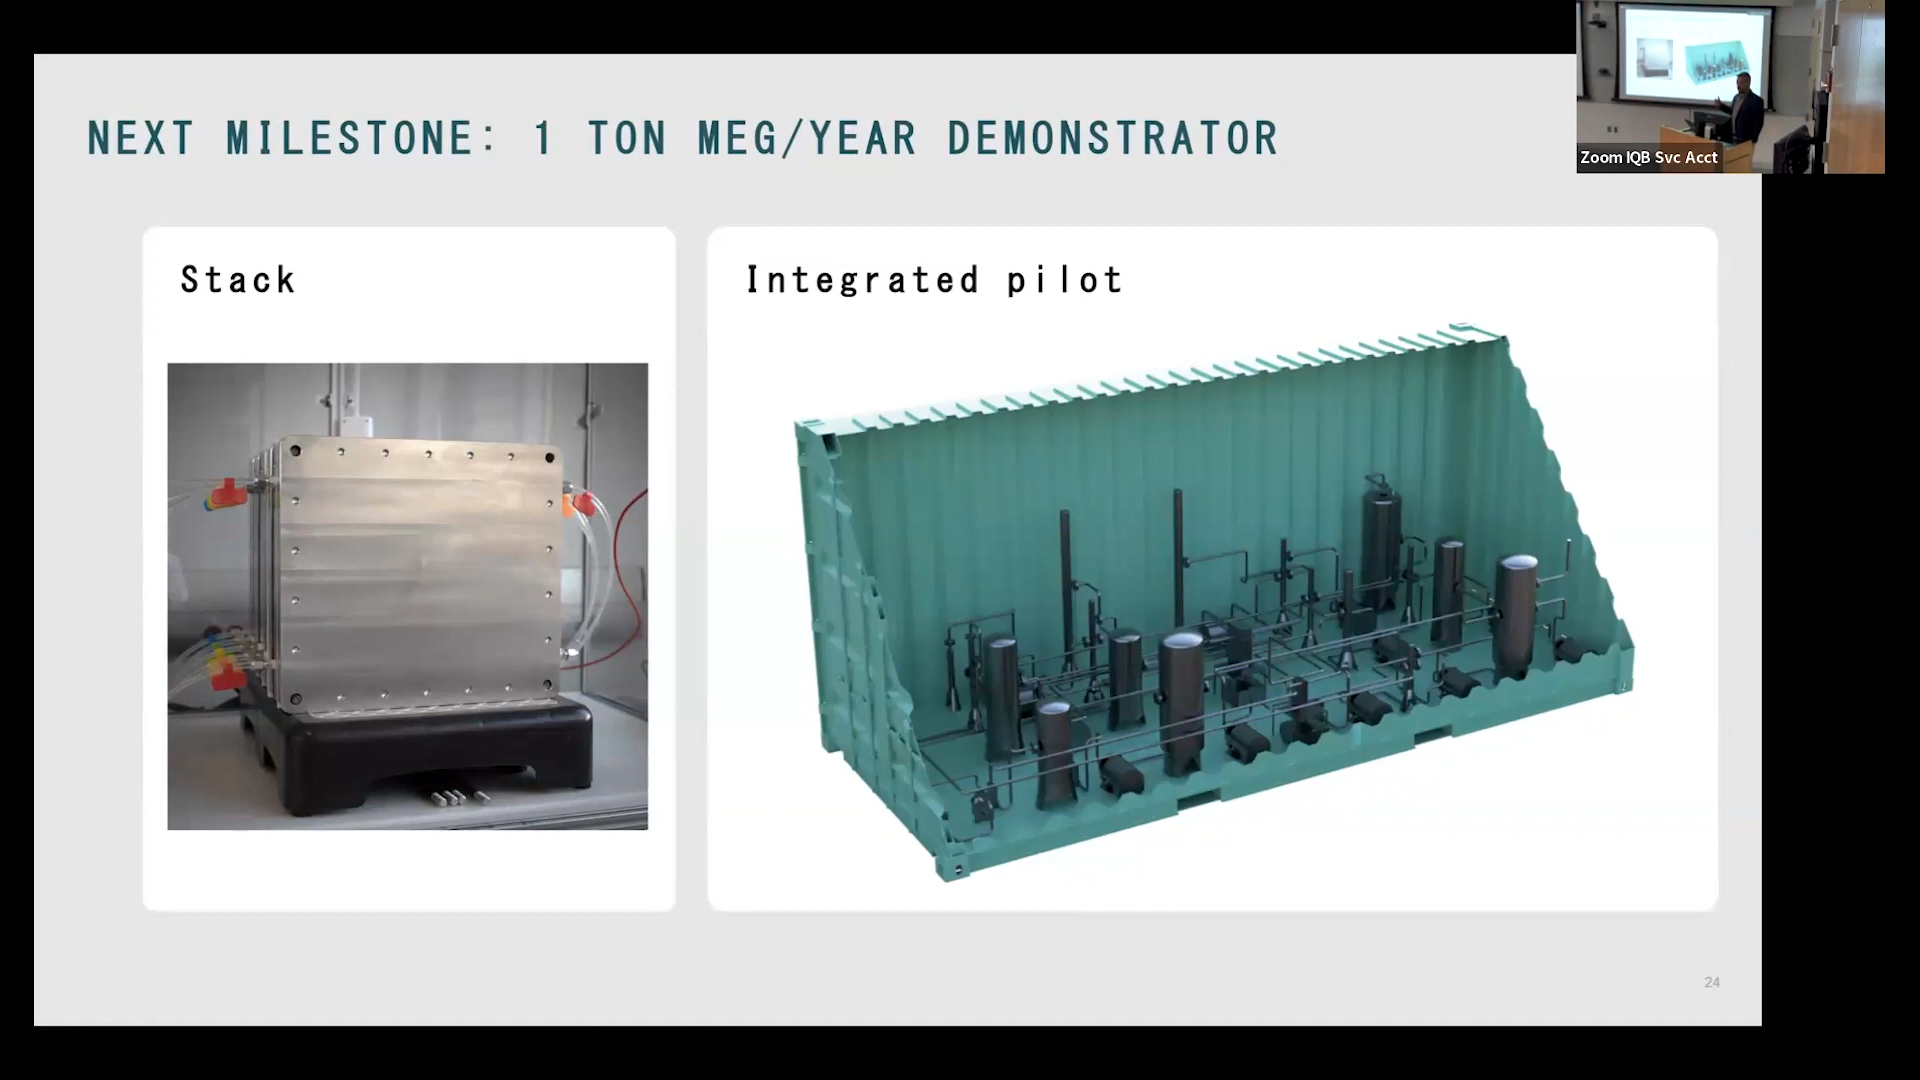 NEXT MILESTONE: 1 TON MEG/YEAR DEMONSTRATOR
Zoom IQB Svc Acct
Stack
Integrated pilot
24